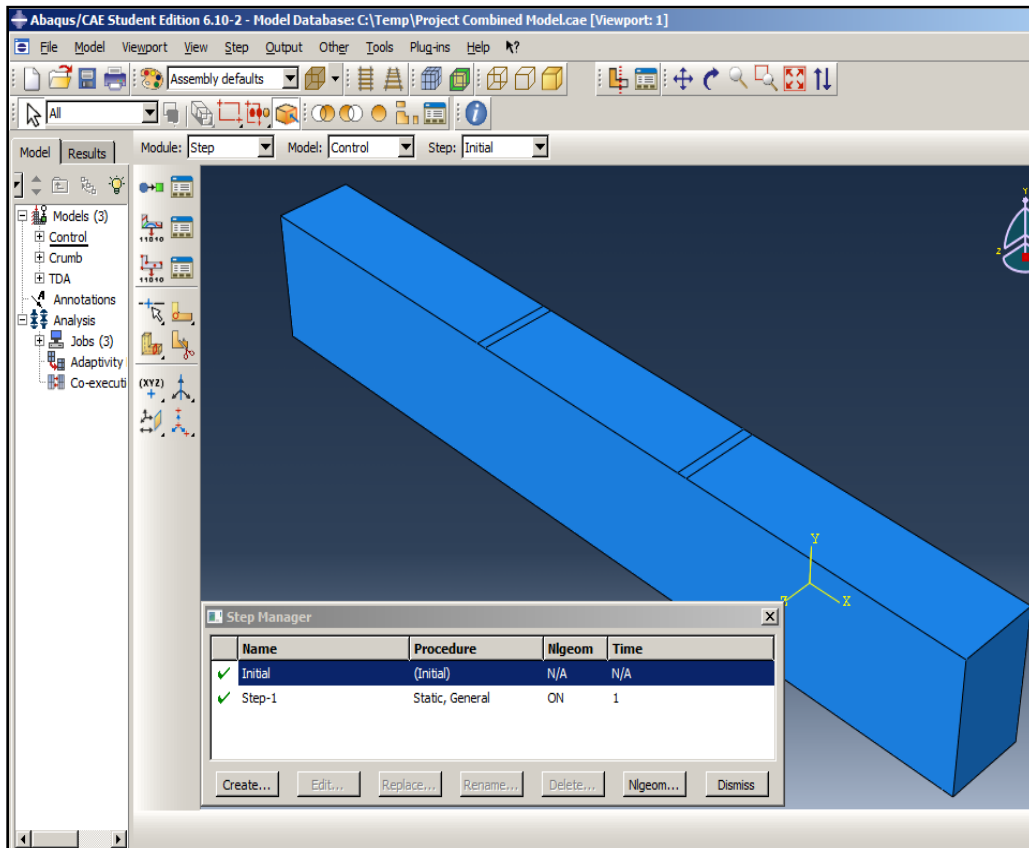 Abaqus/CAE Student Edition 6.10-2 - Model Database: C:\Temp\Project Combined Model.cae [Viewport: 1]
File Model Viewport View Step Output Other Tools Plug-ins Help ?
Assembly defaults
All
Model Results
Module: Step Model: Control Step: Initial
Models (3)
Control
Crumb
TDA
Annotations
Analysis
Jobs (3)
Adaptivity
Co-executi
11010
11010
(XYZ)
Y
Z
Y
X
Z
Step Manager
Name Procedure Nlgeom Time
Initial (Initial) N/A N/A
Step-1 Static, General ON 1
Create... Edit... Replace... Rename... Delete... Nlgeom... Dismiss